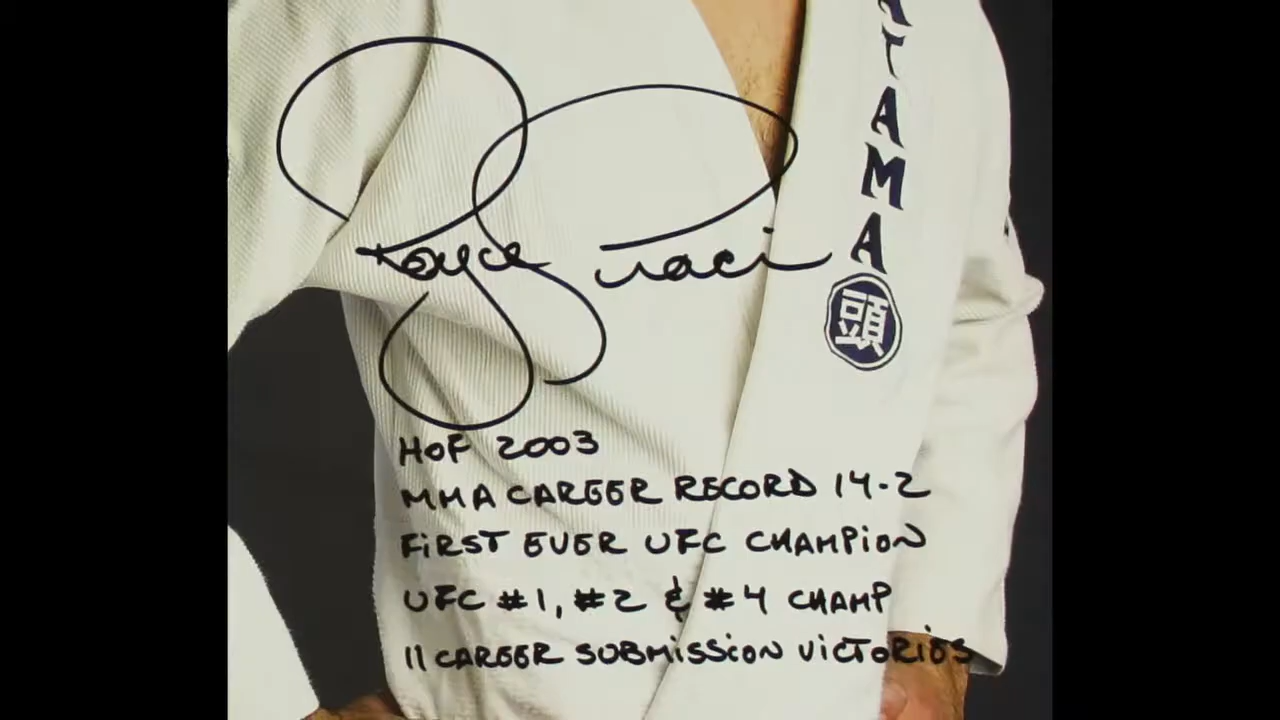 ATAMA
頭
Royce Gracie
HOF 2003
MMA CAREER RECORD 14-2
FIRST EVER UFC CHAMPION
UFC #1, #2 & #4 CHAMP
11 CAREER SUBMISSION VICTORIES